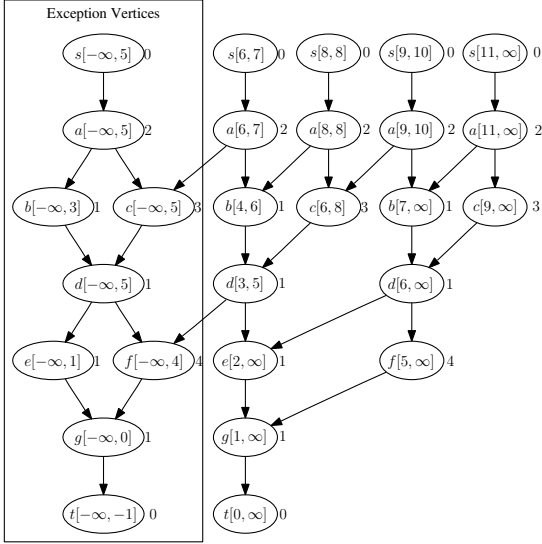 Exception Vertices
s[−∞, 5] 0 s[6, 7] 0 s[8, 8] 0 s[9, 10] 0 s[11, ∞] 0
a[−∞, 5] 2 a[6, 7] 2 a[8, 8] 2 a[9, 10] 2 a[11, ∞] 2
b[−∞, 3] 1 c[−∞, 5] 3 b[4, 6] 1 c[6, 8] 3 b[7, ∞] 1 c[9, ∞] 3
d[−∞, 5] 1 d[3, 5] 1 d[6, ∞] 1
e[−∞, 1] 1 f[−∞, 4] 4 e[2, ∞] 1 f[5, ∞] 4
g[−∞, 0] 1 g[1, ∞] 1
t[−∞, −1] 0 t[0, ∞] 0